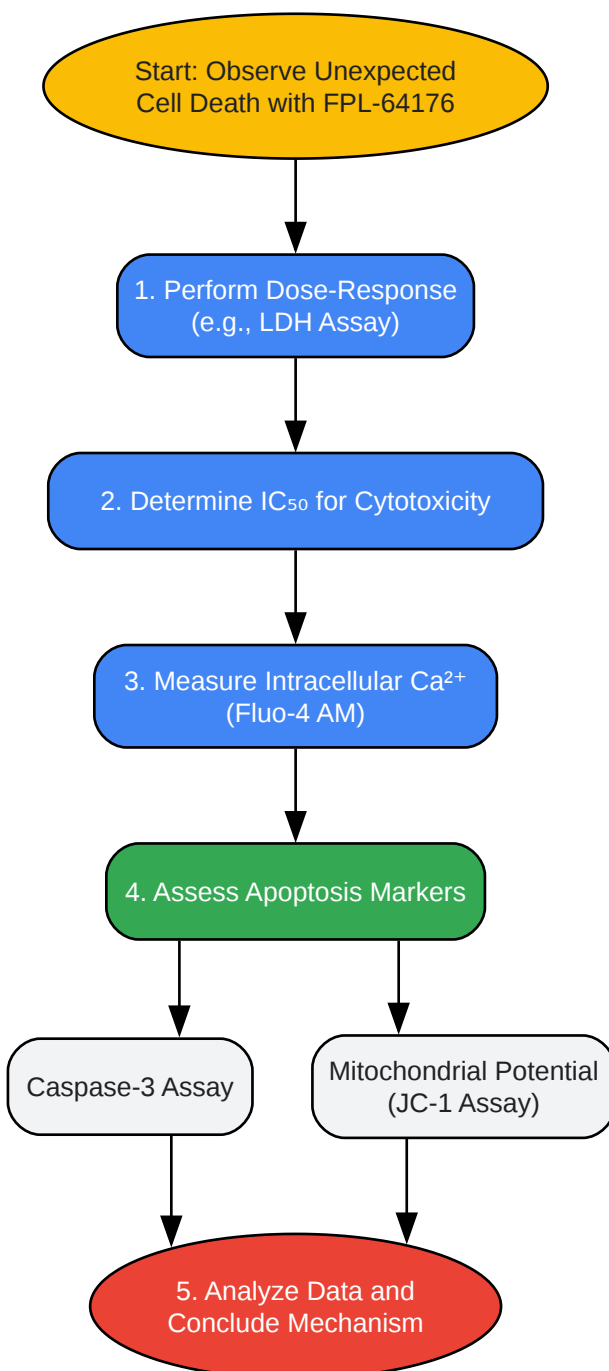 Start: Observe Unexpected
Cell Death with FPL-64176
1. Perform Dose-Response
(e.g., LDH Assay)
2. Determine IC₅₀ for Cytotoxicity
3. Measure Intracellular Ca²⁺
(Fluo-4 AM)
4. Assess Apoptosis Markers
Caspase-3 Assay
Mitochondrial Potential
(JC-1 Assay)
5. Analyze Data and
Conclude Mechanism